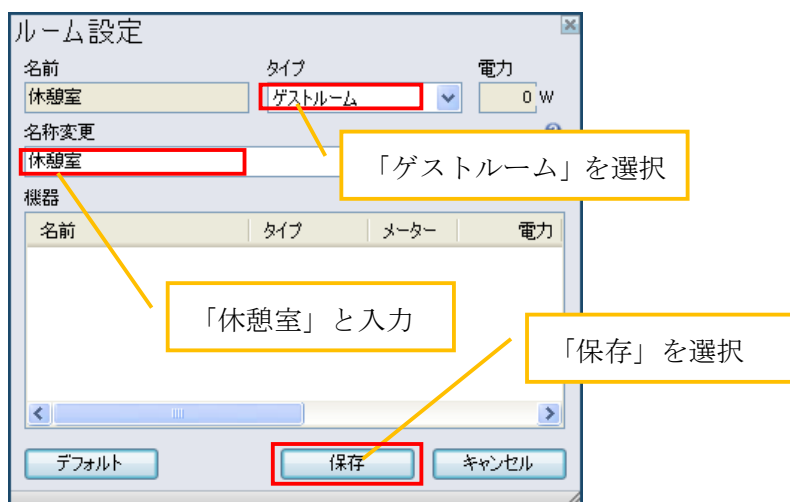 ルーム設定
名前 タイプ 電力
休憩室 ゲストルーム 0 W
名称変更
休憩室
「ゲストルーム」を選択
機器
名前 タイプ メーター 電力
「休憩室」と入力
「保存」を選択
デフォルト 保存 キャンセル